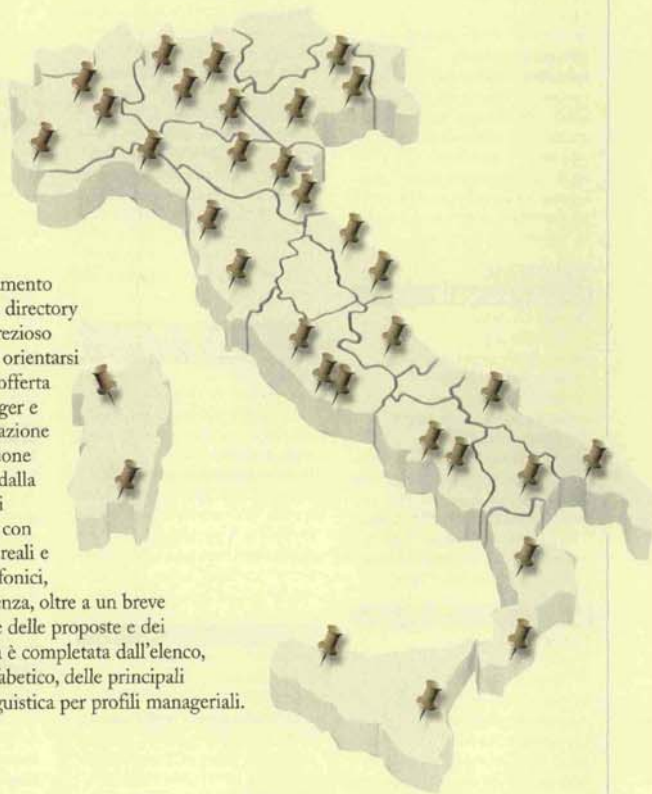 mento
directory
rezioso
orientarsi
offerta
ger e
azione
ione
dalla
i
con
reali e
fonici,
enza, oltre a un breve
e delle proposte e dei
è completata dall'elenco,
abetico, delle principali
guistica per profili manageriali.